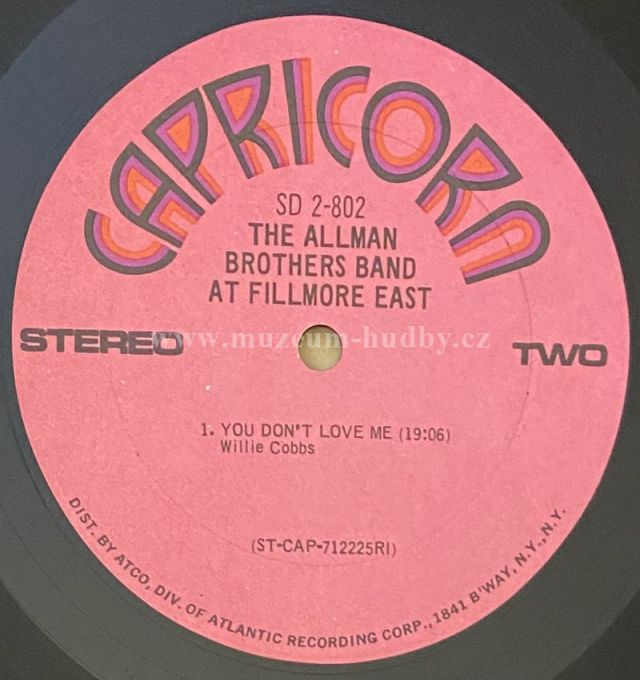 CAPRICORN
SD 2-802
THE ALLMAN
BROTHERS BAND
AT FILLMORE EAST
STEREO
www.muzeum-hudby.cz
TWO
1. YOU DON'T LOVE ME (19:06)
Willie Cobbs
(ST-CAP-712225RI)
DIST. BY ATCO, DIV. OF ATLANTIC RECORDING CORP., 1841 B'WAY, N.Y., N.Y.